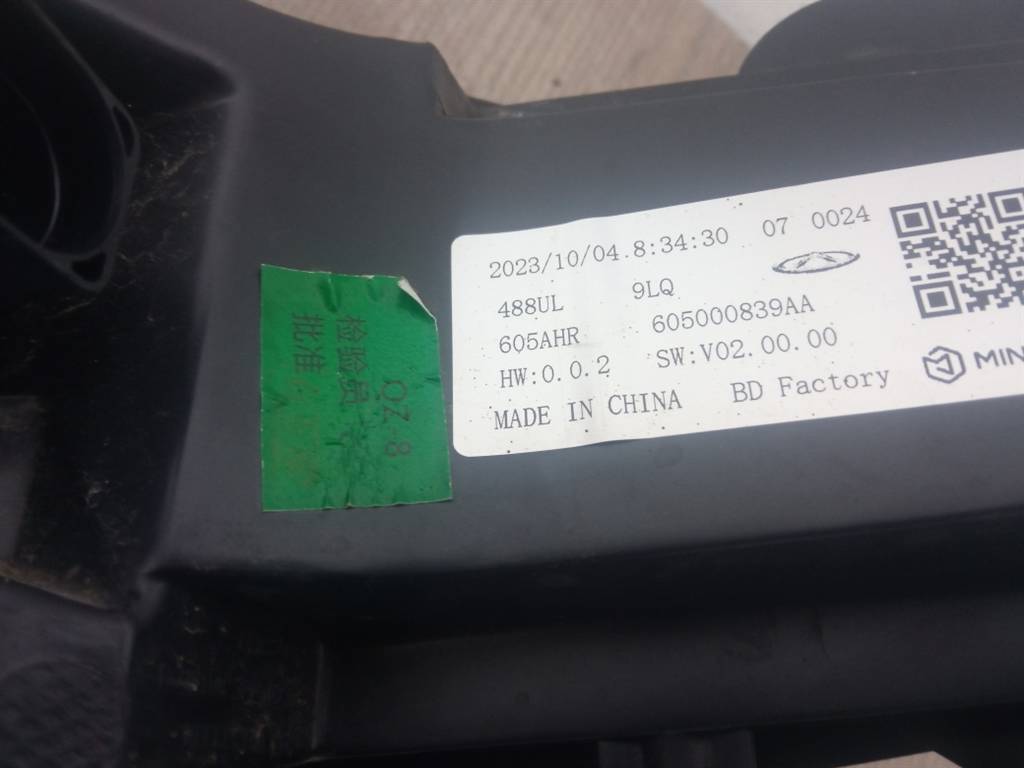 2023/10/04.8:34:30 07 0024
488UL 9LQ
605AHR 605000839AA
HW:0.0.2 SW:V02.00.00
MADE IN CHINA BD Factory
MIN
QZ 8
检验员
批准